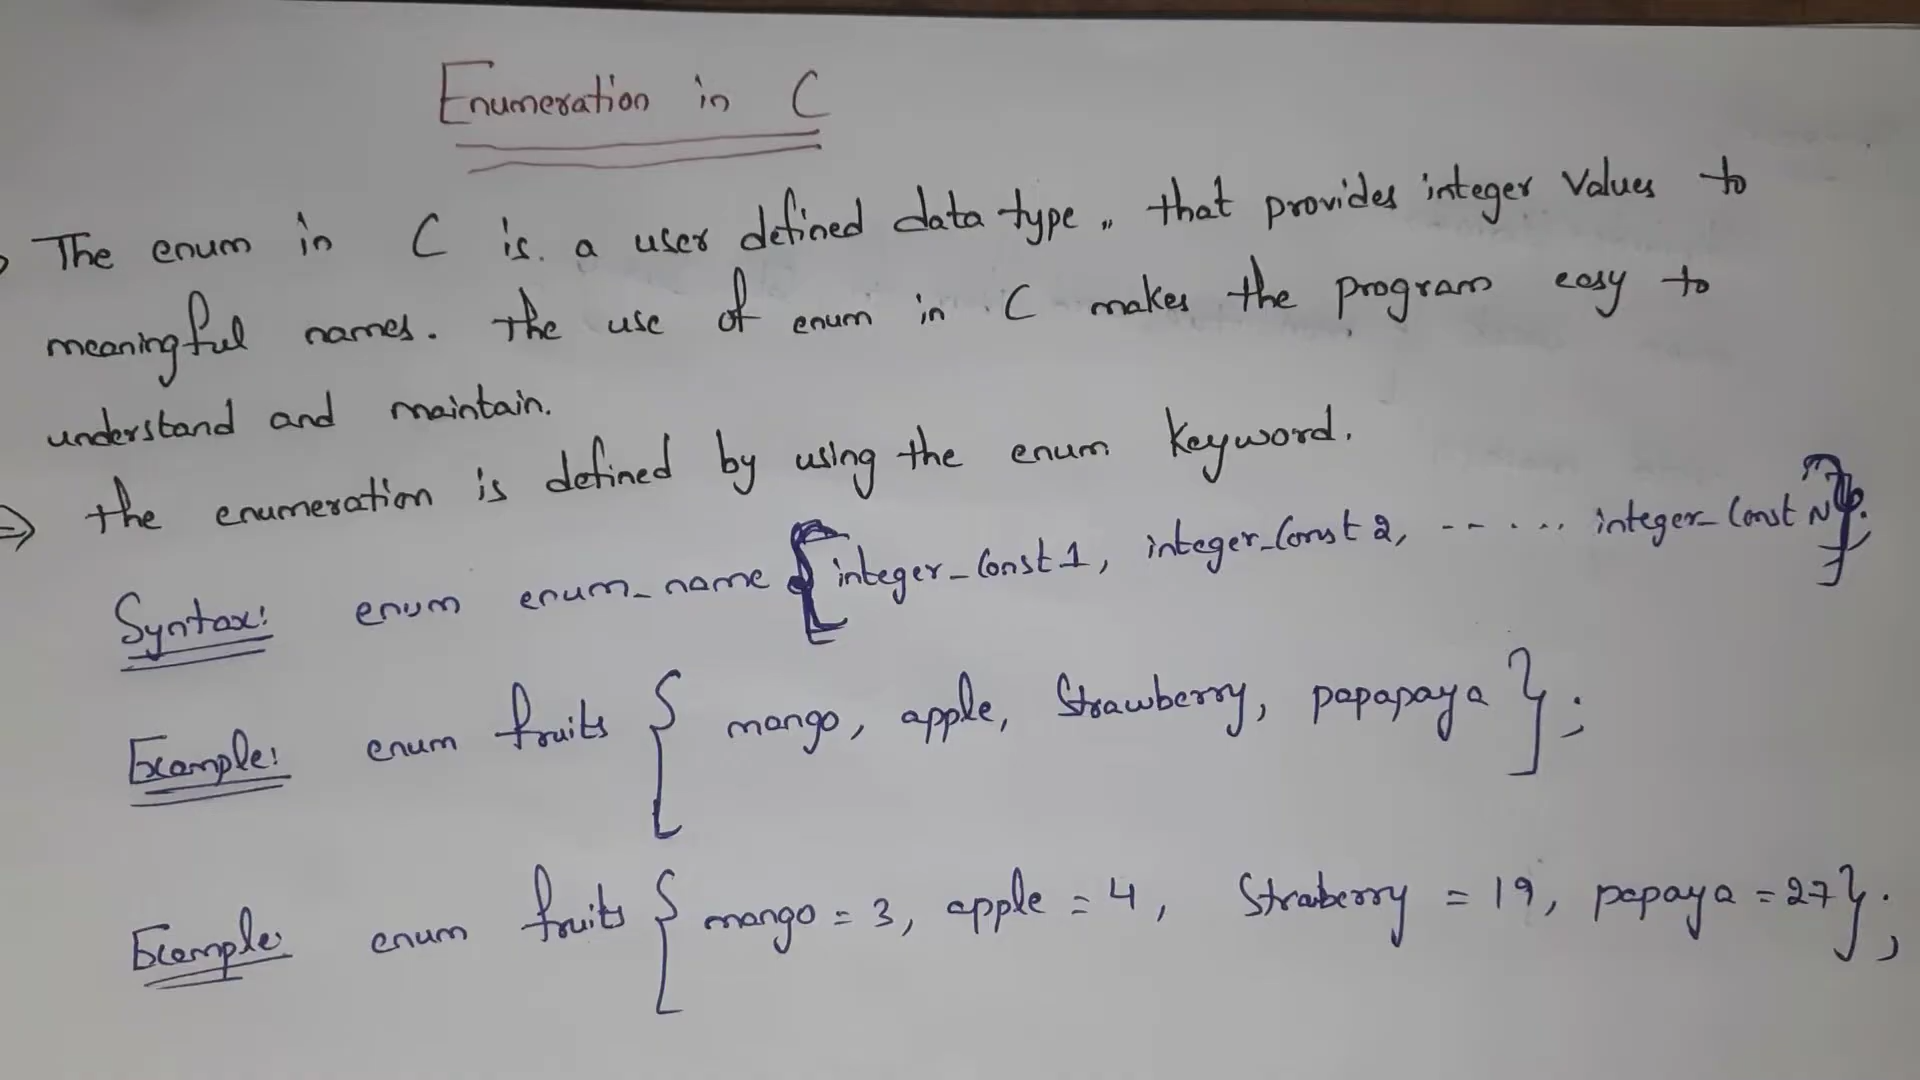 Enumeration in C
The enum in C is a user defined data type,, that provides integer Values to
meaningful names. The use of enum in C makes the program easy to
understand and maintain.
⇒ the enumeration is defined by using the enum keyword.
Syntax: enum enum_name { integer_Const 1, integer_Const 2, -- - ... integer_Const N};
Example: enum fruits { mango, apple, Strawberry, papapaya };
Example: enum fruits { mango = 3, apple = 4, Straberry = 19, papaya = 27};